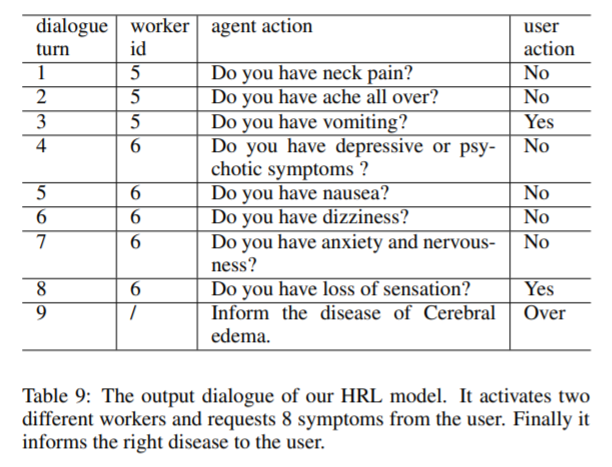 dialogue turn worker id agent action user action
1 5 Do you have neck pain? No
2 5 Do you have ache all over? No
3 5 Do you have vomiting? Yes
4 6 Do you have depressive or psy- No
chotic symptoms ?
5 6 Do you have nausea? No
6 6 Do you have dizziness? No
7 6 Do you have anxiety and nervous- No
ness?
8 6 Do you have loss of sensation? Yes
9 / Inform the disease of Cerebral Over
edema.
Table 9: The output dialogue of our HRL model. It activates two
different workers and requests 8 symptoms from the user. Finally it
informs the right disease to the user.